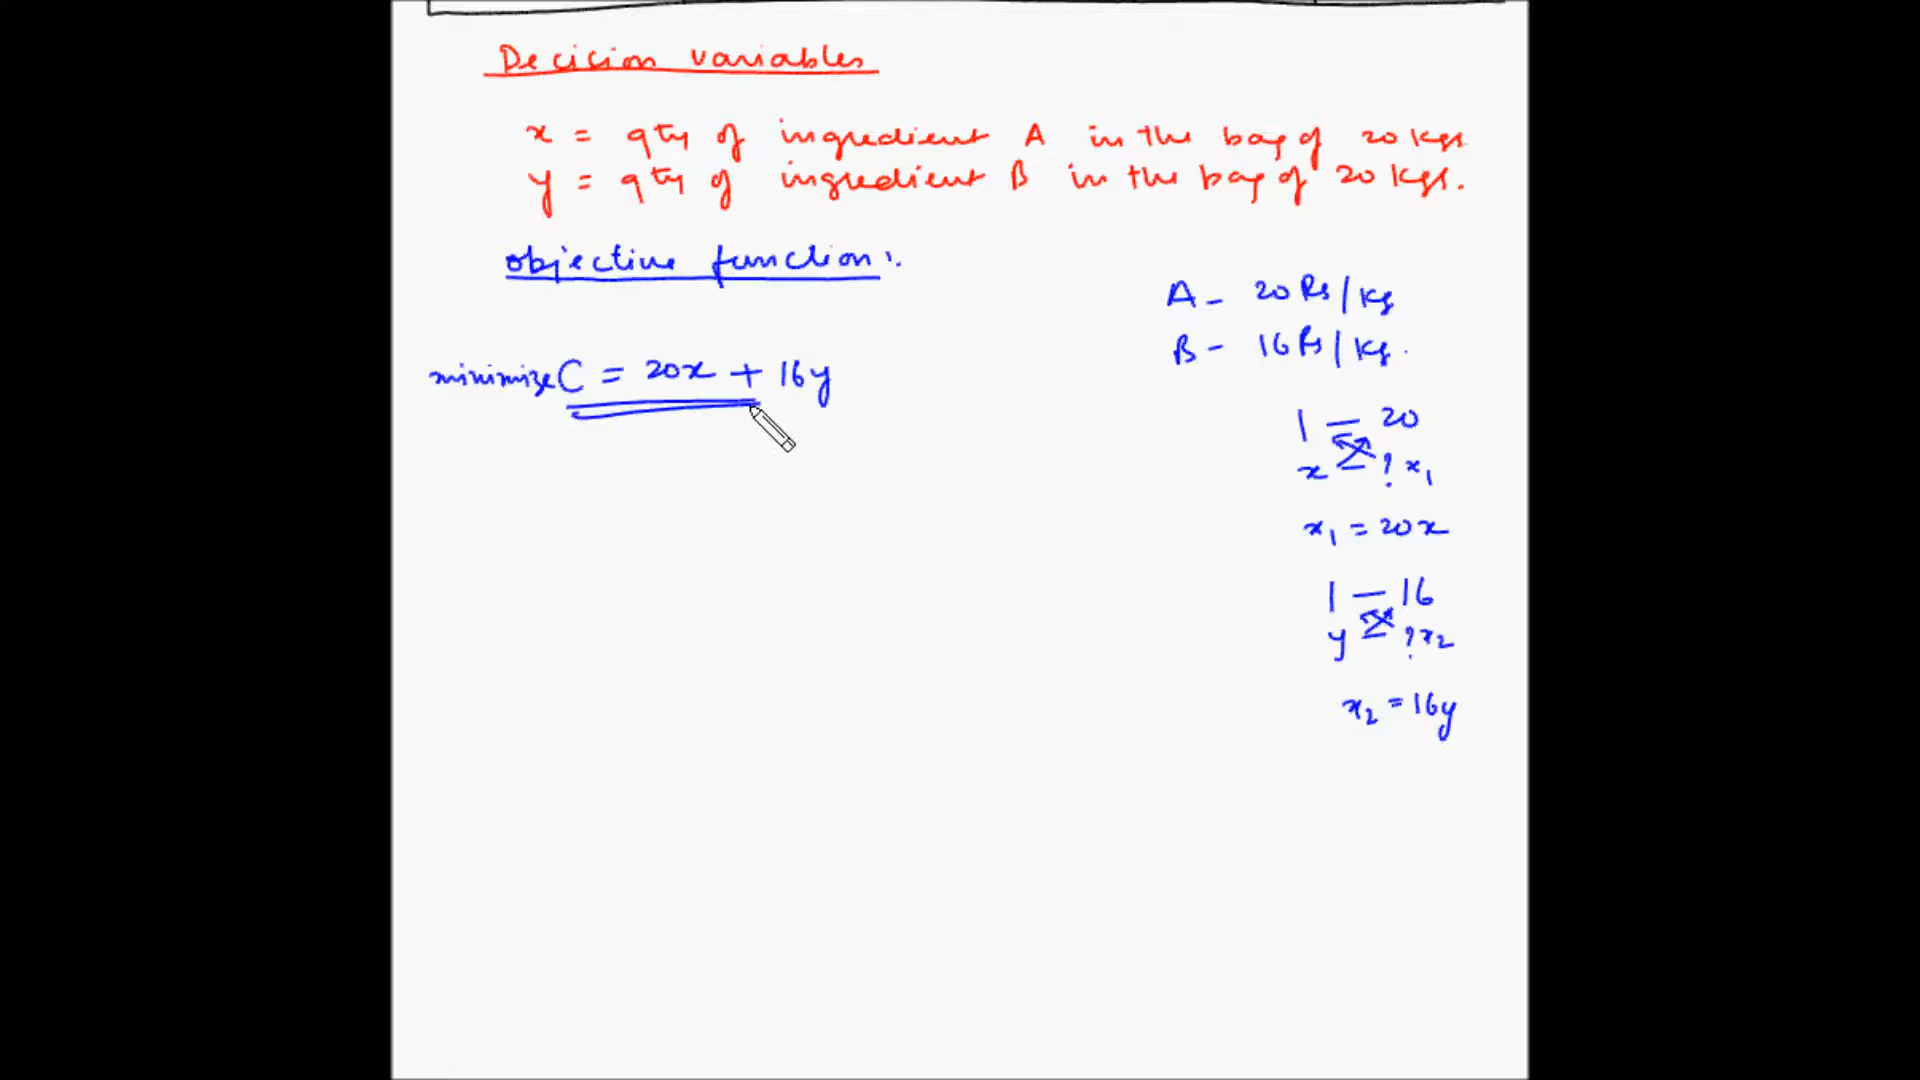 Decision variables
x = qty of ingredient A in the bag of 20 kgs.
y = qty of ingredient B in the bag of 20 kgs.
objective function:
A - 20 Rs/kg
B - 16 Rs/kg.
minimize C = 20x + 16y
1 — 20
x — ? x₁
x₁ = 20x
1 — 16
y — ? x₂
x₂ = 16y